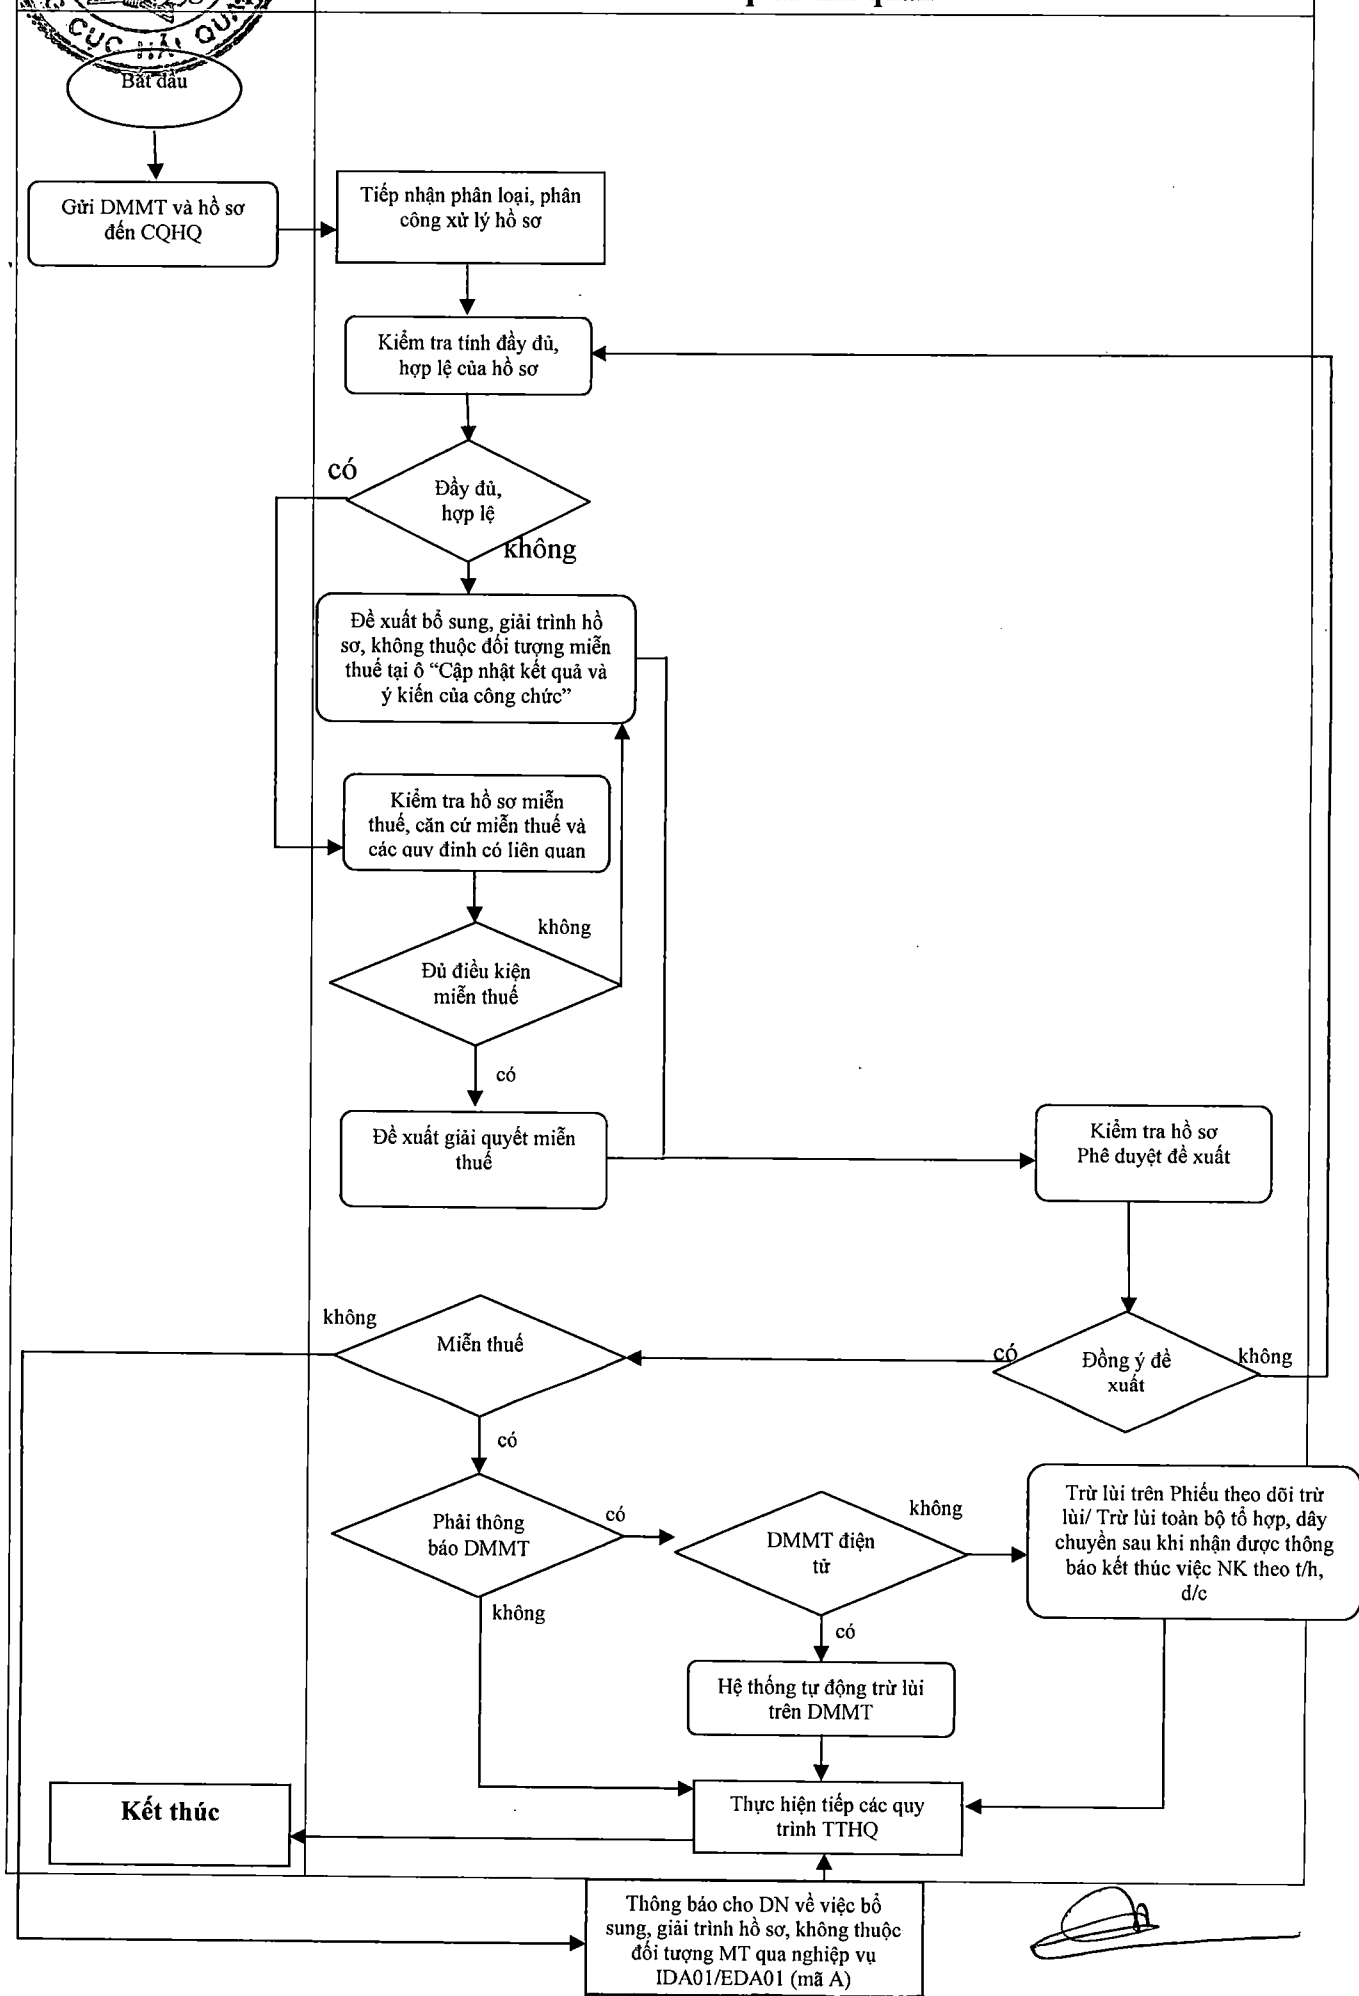 CỤC HẢI QUAN
Bắt đầu
Gửi DMMT và hồ sơ
đến CQHQ
Tiếp nhận phân loại, phân
công xử lý hồ sơ
Kiểm tra tính đầy đủ,
hợp lệ của hồ sơ
có
Đầy đủ,
hợp lệ
không
Đề xuất bổ sung, giải trình hồ
sơ, không thuộc đối tượng miễn
thuế tại ô “Cập nhật kết quả và
ý kiến của công chức”
Kiểm tra hồ sơ miễn
thuế, căn cứ miễn thuế và
các quy định có liên quan
không
Đủ điều kiện
miễn thuế
có
Đề xuất giải quyết miễn
thuế
Kiểm tra hồ sơ
Phê duyệt đề xuất
không
Miễn thuế
có
Đồng ý đề
xuất
không
có
Phải thông
báo DMMT
có
không
DMMT điện
tử
không
có
Trừ lùi trên Phiếu theo dõi trừ
lùi/ Trừ lùi toàn bộ tổ hợp, dây
chuyền sau khi nhận được thông
báo kết thúc việc NK theo t/h,
d/c
Hệ thống tự động trừ lùi
trên DMMT
Kết thúc
Thực hiện tiếp các quy
trình TTHQ
Thông báo cho DN về việc bổ
sung, giải trình hồ sơ, không thuộc
đối tượng MT qua nghiệp vụ
IDA01/EDA01 (mã A)